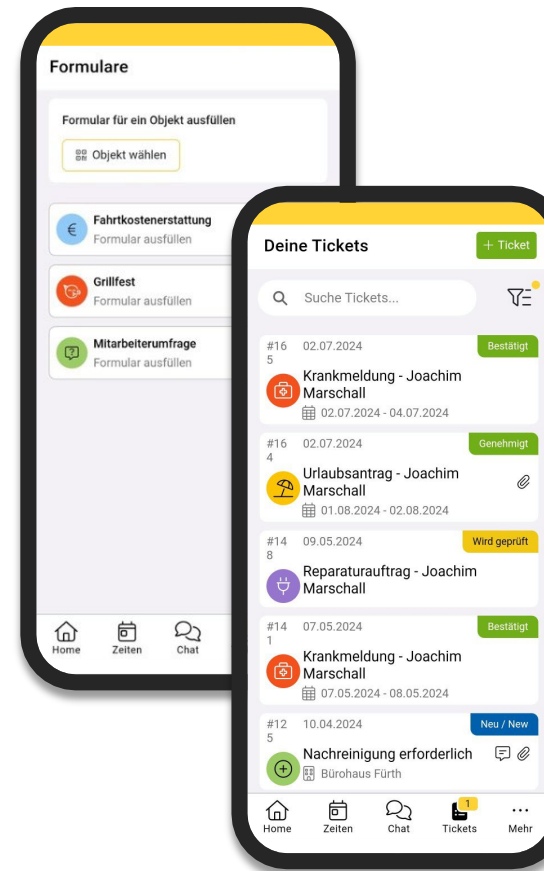 Formulare
Formular für ein Objekt ausfüllen
Objekt wählen
Fahrtkostenerstattung
Formular ausfüllen
Grillfest
Formular ausfüllen
Mitarbeiterumfrage
Formular ausfüllen
Home Zeiten Chat
Deine Tickets + Ticket
Suche Tickets...
#16 02.07.2024 Bestätigt
5
Krankmeldung - Joachim
Marschall
02.07.2024 - 04.07.2024
#16 02.07.2024 Genehmigt
4
Urlaubsantrag - Joachim
Marschall
01.08.2024 - 02.08.2024
#14 09.05.2024 Wird geprüft
8
Reparaturauftrag - Joachim
Marschall
#14 07.05.2024 Bestätigt
1
Krankmeldung - Joachim
Marschall
07.05.2024 - 08.05.2024
#12 10.04.2024 Neu / New
5
Nachreinigung erforderlich
Bürohaus Fürth
1
Home Zeiten Chat Tickets Mehr